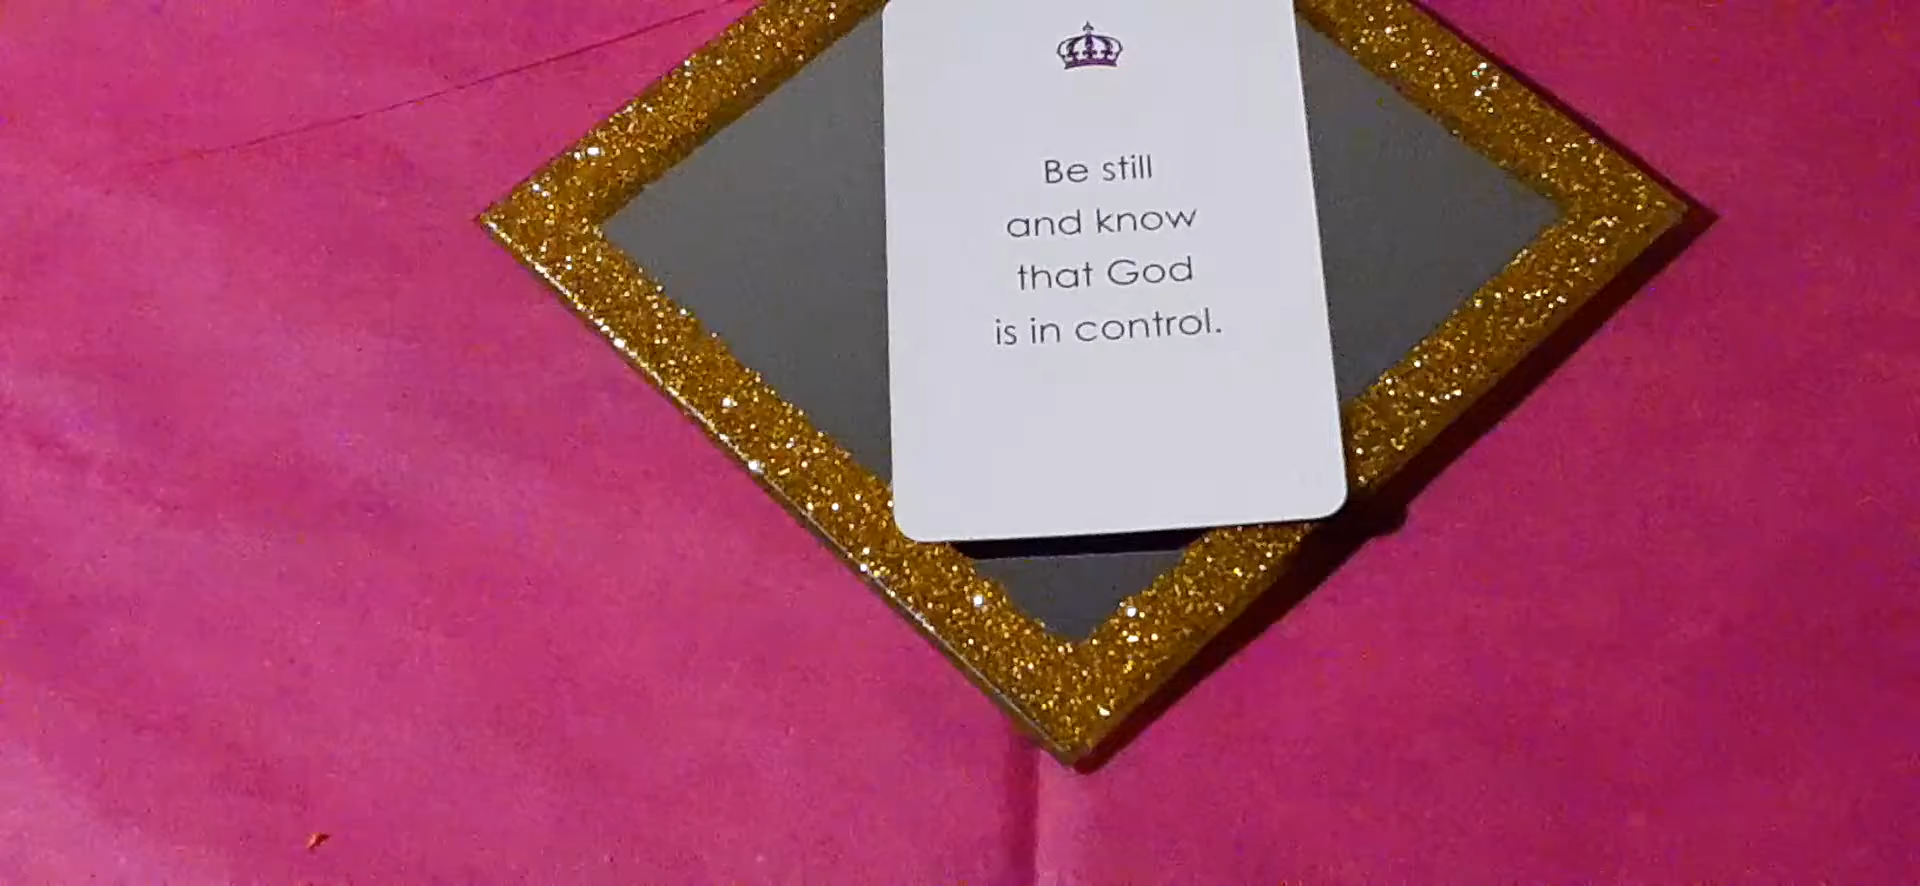 Be still
and know
that God
is in control.